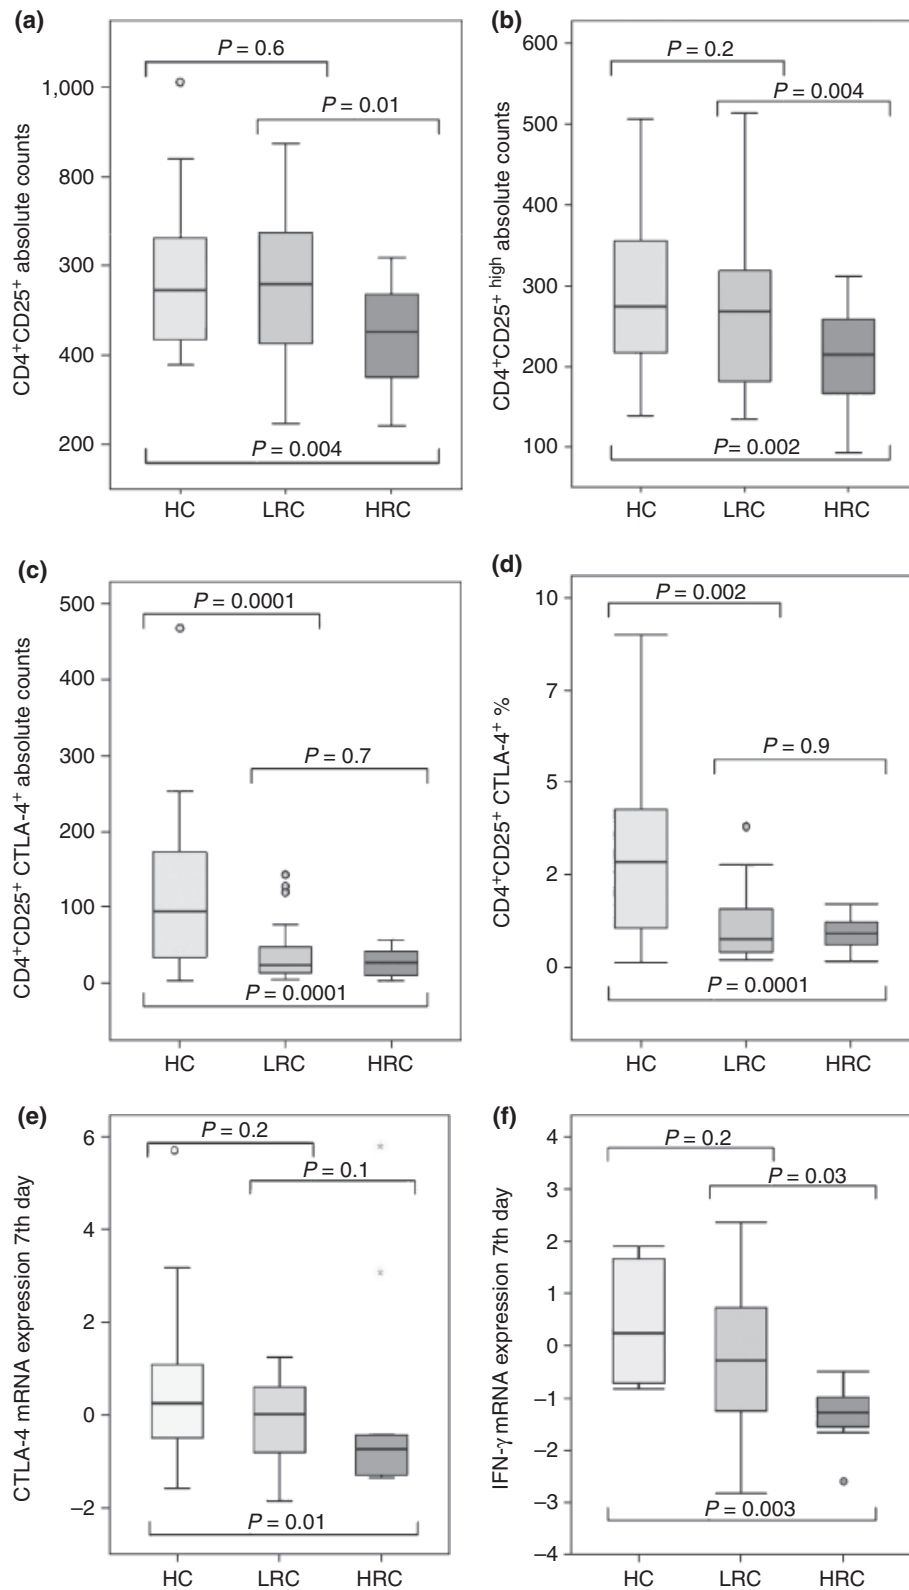 (a)
P = 0.6
P = 0.01
1,000
800
300
400
200
CD4+CD25+ absolute counts
P = 0.004
HC LRC HRC
(b)
P = 0.2
P = 0.004
600
500
400
300
200
100
CD4+CD25+ high absolute counts
P = 0.002
HC LRC HRC
(c)
P = 0.0001
P = 0.7
500
400
300
200
100
0
CD4+CD25+ CTLA-4+ absolute counts
P = 0.0001
HC LRC HRC
(d)
P = 0.002
P = 0.9
10
7
5
2
0
CD4+CD25+ CTLA-4+ %
P = 0.0001
HC LRC HRC
(e)
P = 0.2
P = 0.1
6
4
2
0
−2
CTLA-4 mRNA expression 7th day
P = 0.01
HC LRC HRC
(f)
P = 0.2
P = 0.03
4
3
2
1
0
−1
−2
−3
−4
IFN-γ mRNA expression 7th day
P = 0.003
HC LRC HRC